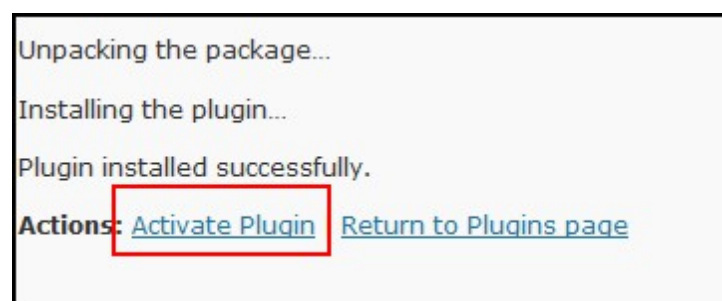 Unpacking the package…
Installing the plugin…
Plugin installed successfully.
Actions: Activate Plugin Return to Plugins page